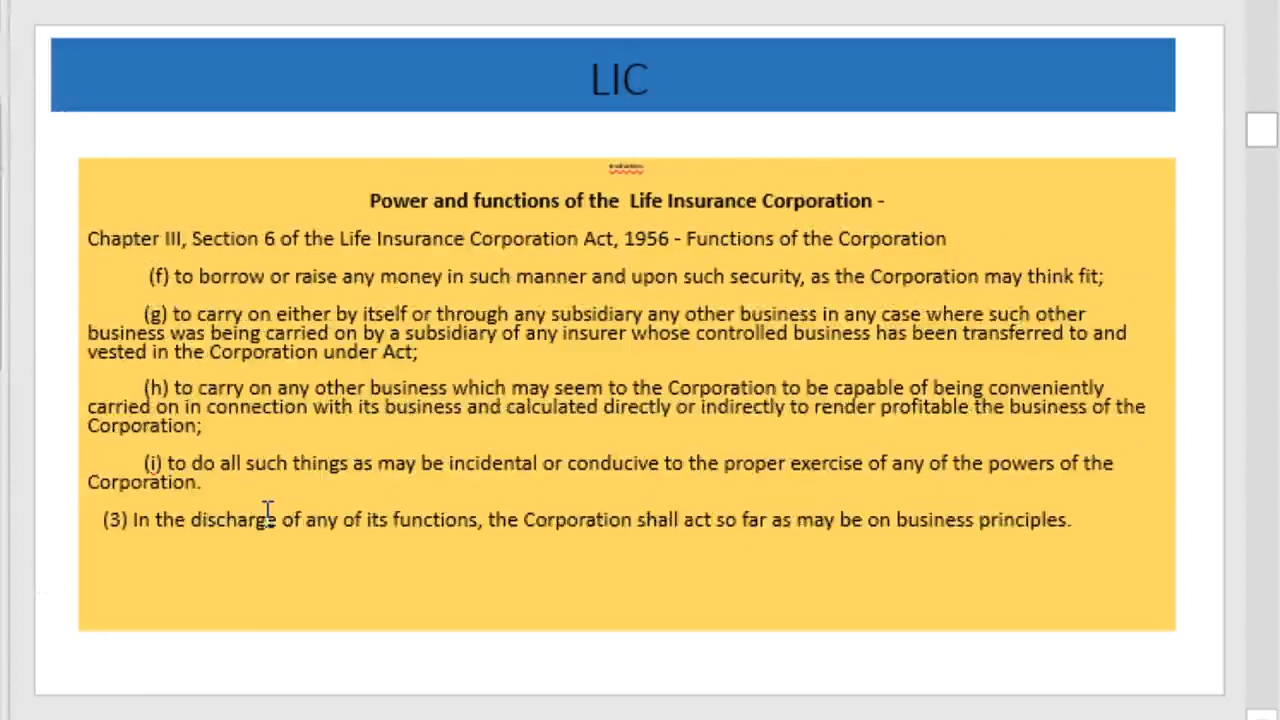 LIC
Power and functions of the Life Insurance Corporation -
Chapter III, Section 6 of the Life Insurance Corporation Act, 1956 - Functions of the Corporation
(f) to borrow or raise any money in such manner and upon such security, as the Corporation may think fit;
(g) to carry on either by itself or through any subsidiary any other business in any case where such other
business was being carried on by a subsidiary of any insurer whose controlled business has been transferred to and
vested in the Corporation under Act;
(h) to carry on any other business which may seem to the Corporation to be capable of being conveniently
carried on in connection with its business and calculated directly or indirectly to render profitable the business of the
Corporation;
(i) to do all such things as may be incidental or conducive to the proper exercise of any of the powers of the
Corporation.
(3) In the discharge of any of its functions, the Corporation shall act so far as may be on business principles.